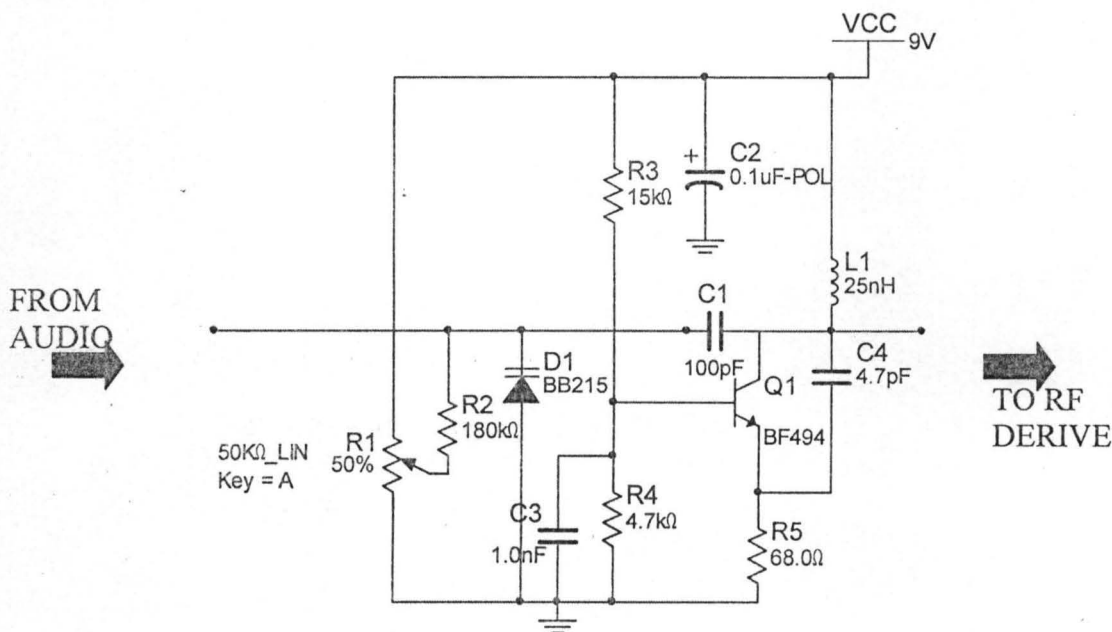 VCC
9V
R3
15kΩ
+
C2
0.1uF-POL
L1
25nH
FROM
AUDIO
C1
100pF
D1
BB215
C4
4.7pF
Q1
BF494
TO RF
DERIVE
R2
180kΩ
R1
50%
50KΩ_LIN
Key = A
C3
1.0nF
R4
4.7kΩ
R5
68.0Ω